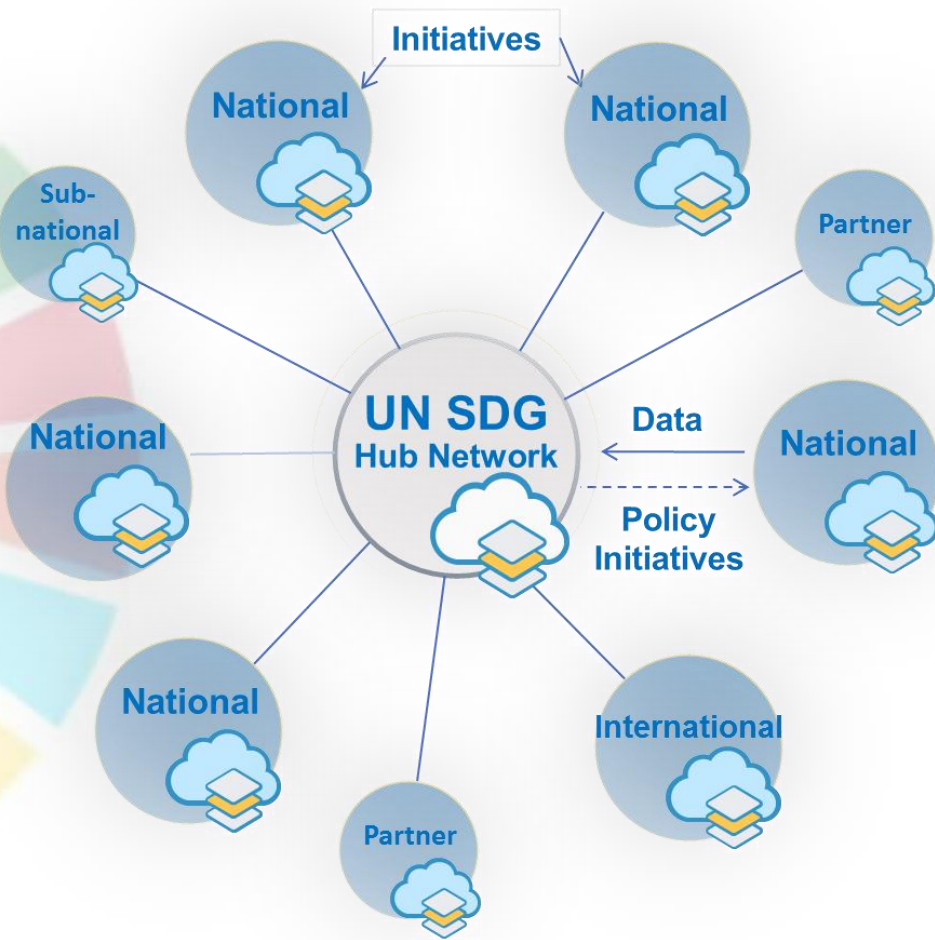 Initiatives
National
National
Sub-
national
Partner
UN SDG
Hub Network
National
Data
National
Policy
Initiatives
National
International
Partner